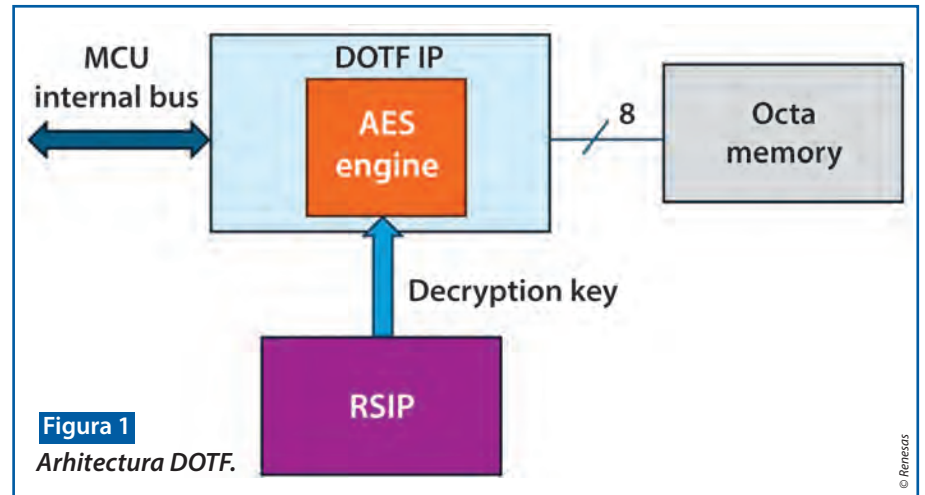 MCU
internal bus
DOTF IP
AES
engine
8
Octa
memory
Decryption key
RSIP
Figura 1
Arhitectura DOTF.
© Renesas